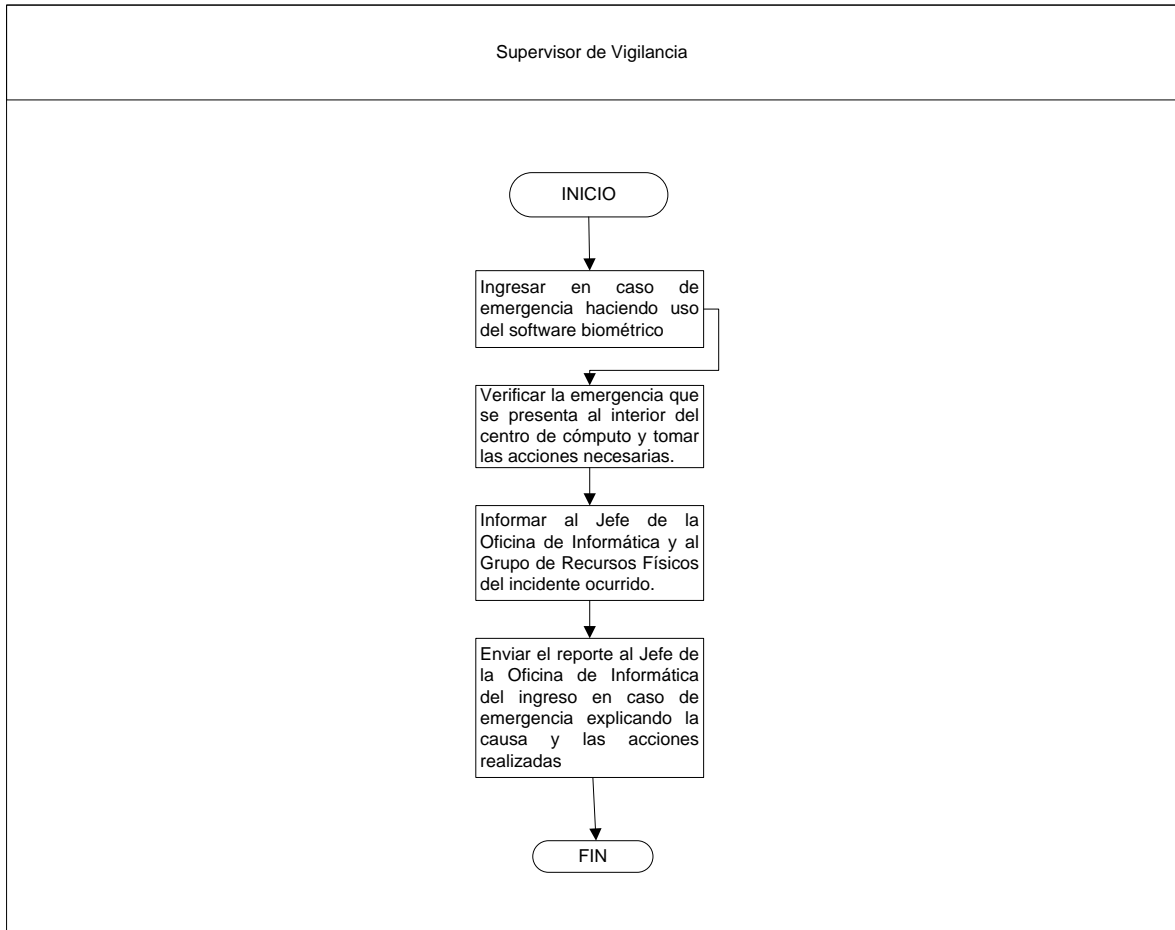 Supervisor de Vigilancia
INICIO
Ingresar en caso de
emergencia haciendo uso
del software biométrico
Verificar la emergencia que
se presenta al interior del
centro de cómputo y tomar
las acciones necesarias.
Informar al Jefe de la
Oficina de Informática y al
Grupo de Recursos Físicos
del incidente ocurrido.
Enviar el reporte al Jefe de
la Oficina de Informática
del ingreso en caso de
emergencia explicando la
causa y las acciones
realizadas
FIN